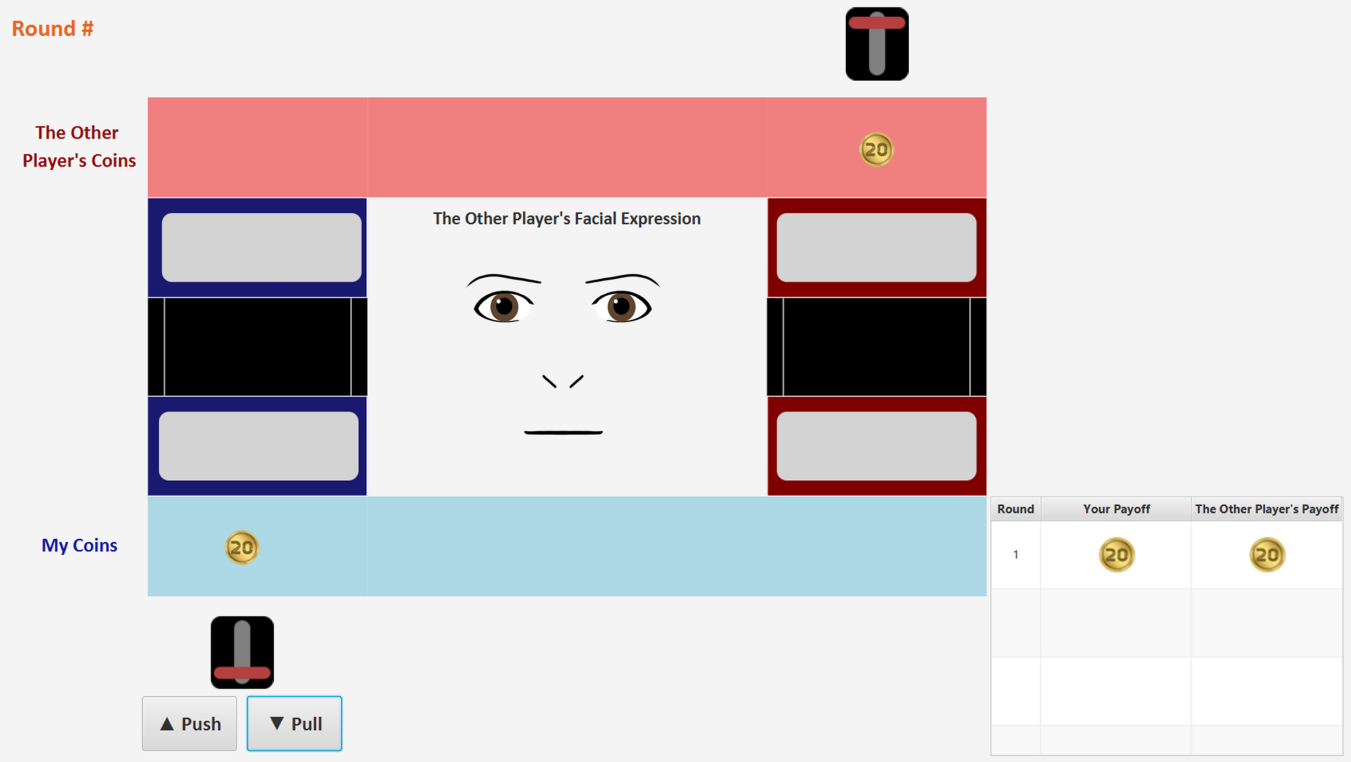 Round #
The Other
Player's Coins
20
The Other Player's Facial Expression
My Coins
20
Round Your Payoff The Other Player's Payoff
1 20 20
▲ Push ▼ Pull